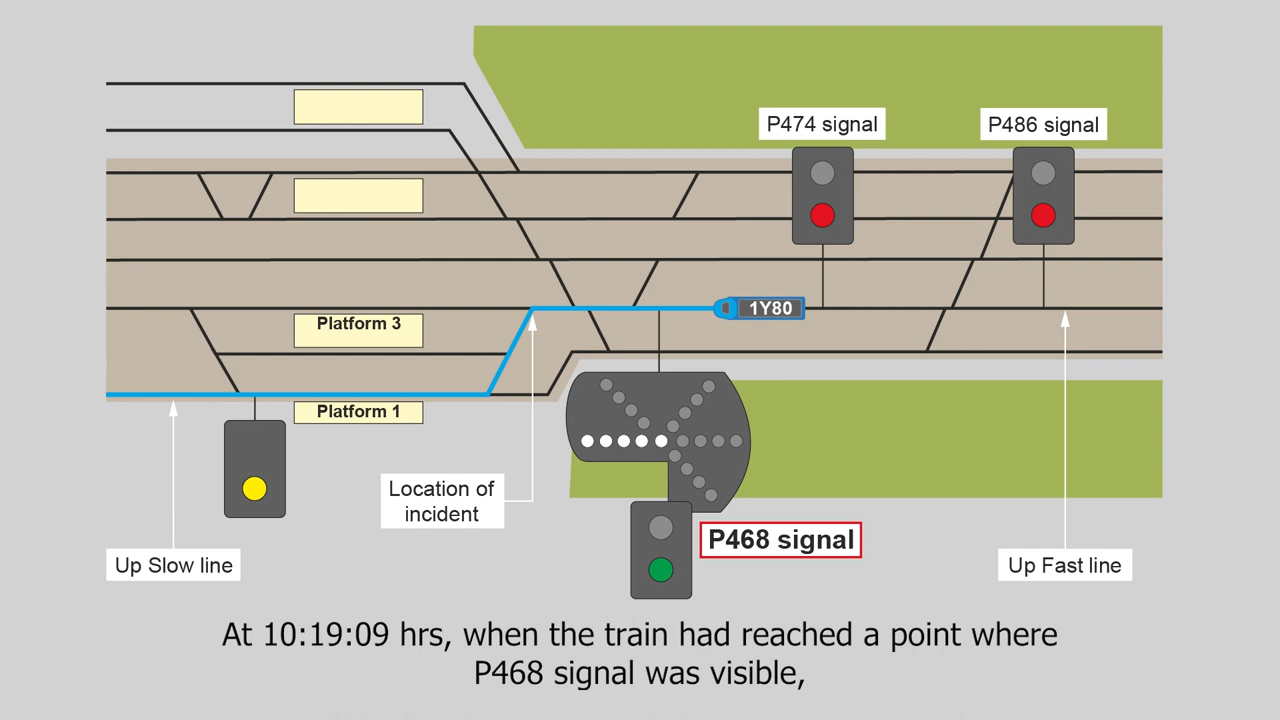 P474 signal
P486 signal
1Y80
Platform 3
Platform 1
Location of
incident
P468 signal
Up Slow line
Up Fast line
At 10:19:09 hrs, when the train had reached a point where
P468 signal was visible,